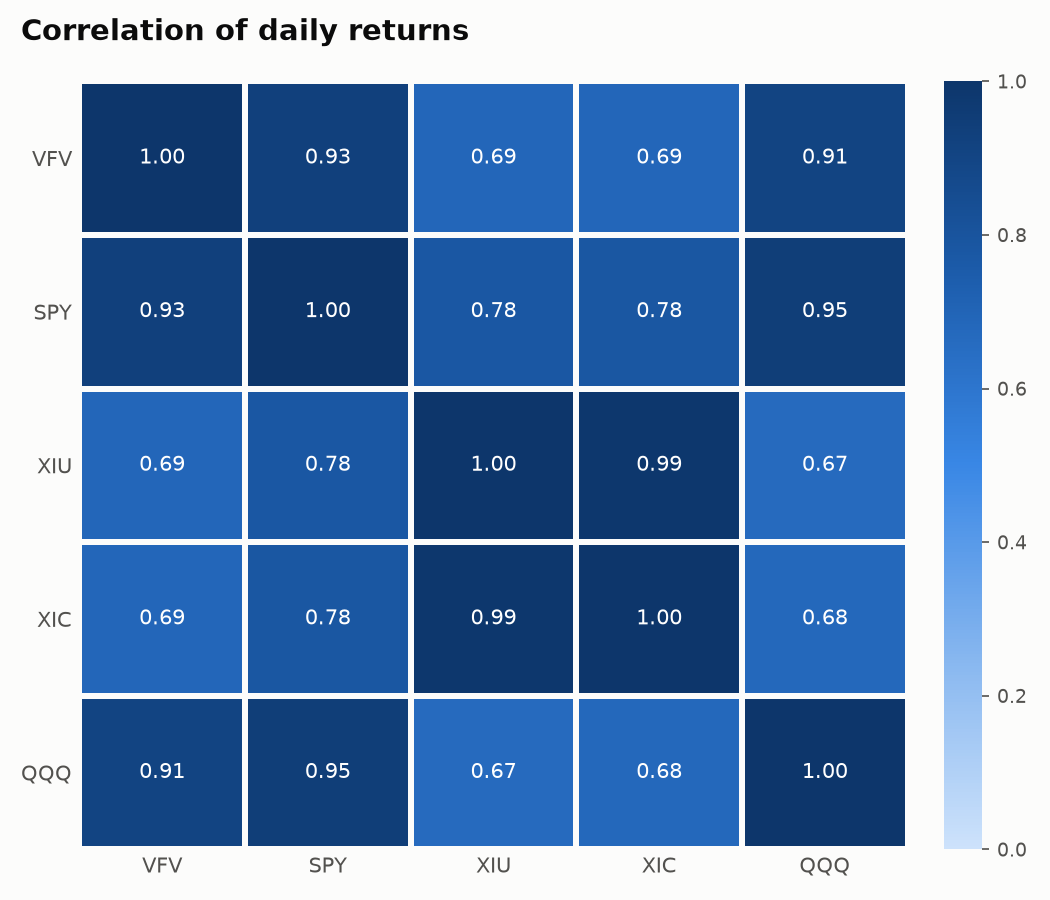 Correlation of daily returns
1.0
VFV 1.00 0.93 0.69 0.69 0.91
0.8
SPY 0.93 1.00 0.78 0.78 0.95
0.6
XIU 0.69 0.78 1.00 0.99 0.67
0.4
XIC 0.69 0.78 0.99 1.00 0.68
0.2
QQQ 0.91 0.95 0.67 0.68 1.00
0.0
VFV SPY XIU XIC QQQ